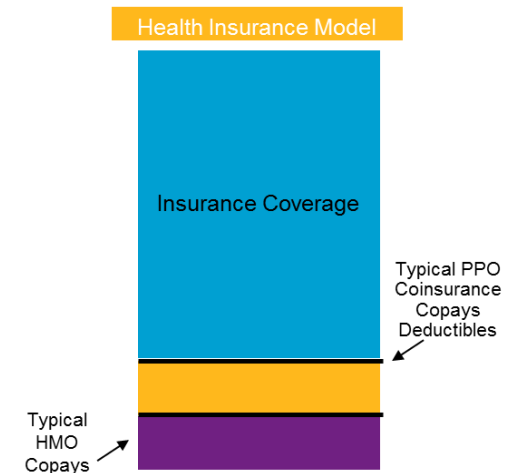 Health Insurance Model
Insurance Coverage
Typical PPO
Coinsurance
Copays
Deductibles
Typical
HMO
Copays